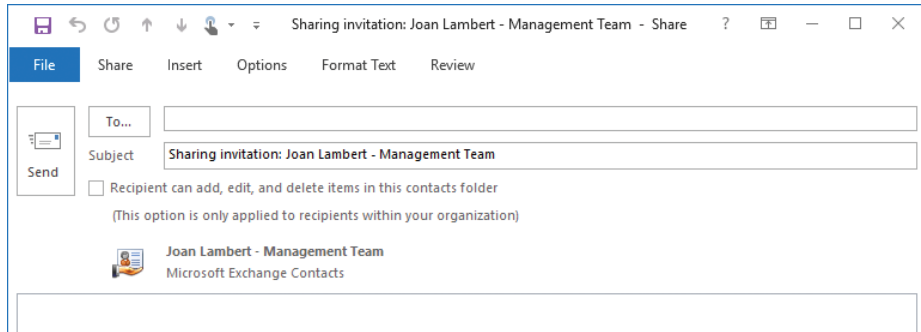 Sharing invitation: Joan Lambert - Management Team - Share ?
File Share Insert Options Format Text Review
To...
Send
Subject Sharing invitation: Joan Lambert - Management Team
Recipient can add, edit, and delete items in this contacts folder
(This option is only applied to recipients within your organization)
Joan Lambert - Management Team
Microsoft Exchange Contacts